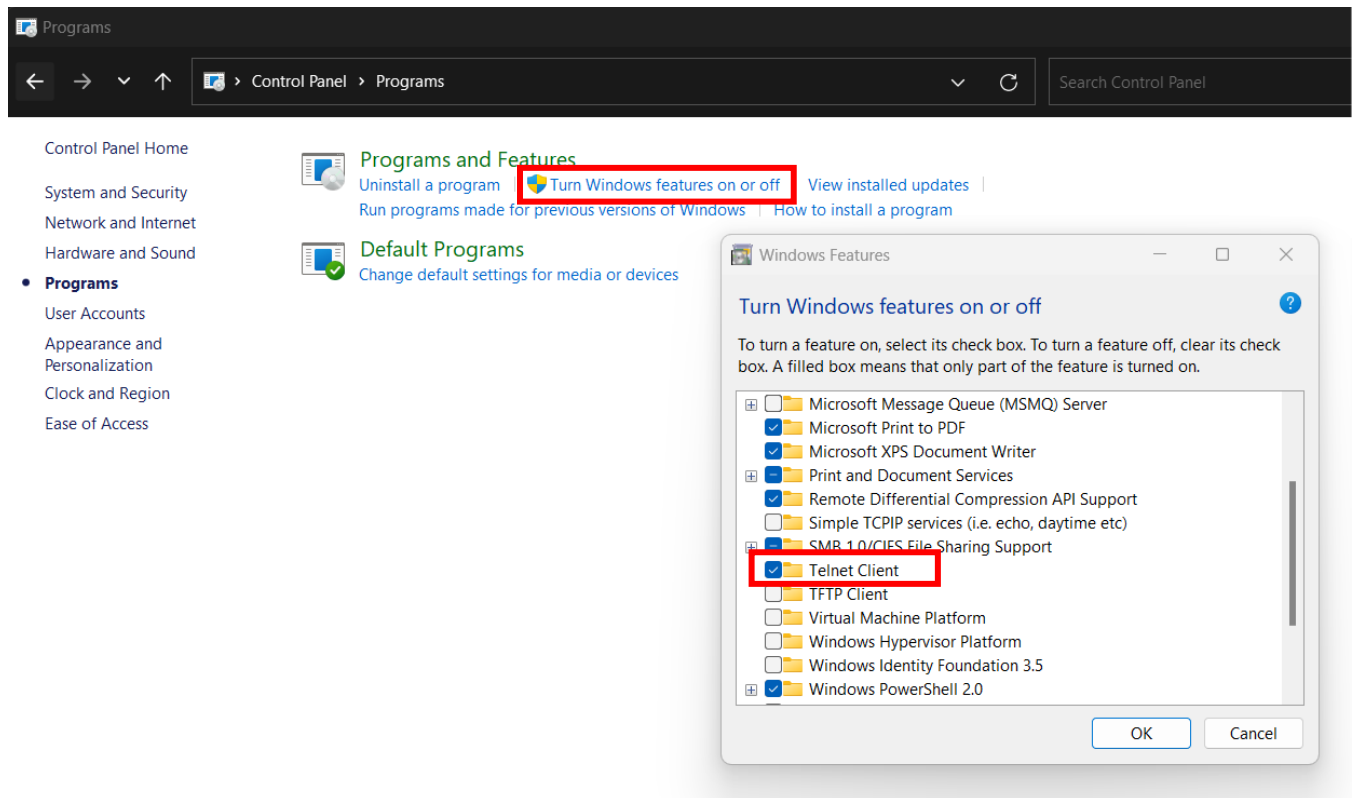 Programs
Control Panel > Programs
Search Control Panel
Control Panel Home
System and Security
Network and Internet
Hardware and Sound
Programs
User Accounts
Appearance and
Personalization
Clock and Region
Ease of Access
Programs and Features
Uninstall a program
Turn Windows features on or off
View installed updates
Run programs made for previous versions of Windows
How to install a program
Default Programs
Change default settings for media or devices
Windows Features
Turn Windows features on or off
?
To turn a feature on, select its check box. To turn a feature off, clear its check
box. A filled box means that only part of the feature is turned on.
Microsoft Message Queue (MSMQ) Server
Microsoft Print to PDF
Microsoft XPS Document Writer
Print and Document Services
Remote Differential Compression API Support
Simple TCPIP services (i.e. echo, daytime etc)
SMB 1.0/CIFS File Sharing Support
Telnet Client
TFTP Client
Virtual Machine Platform
Windows Hypervisor Platform
Windows Identity Foundation 3.5
Windows PowerShell 2.0
OK
Cancel